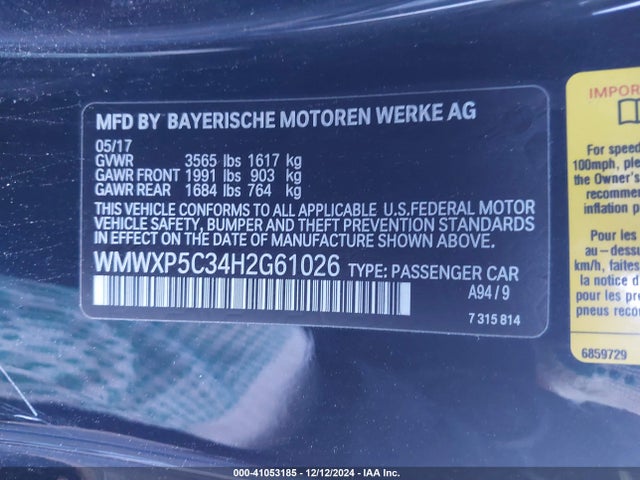 MFD BY BAYERISCHE MOTOREN WERKE AG
05/17
GVWR 3565 lbs 1617 kg
GAWR FRONT 1991 lbs 903 kg
GAWR REAR 1684 lbs 764 kg
THIS VEHICLE CONFORMS TO ALL APPLICABLE U.S.FEDERAL MOTOR
VEHICLE SAFETY, BUMPER AND THEFT PREVENTION STANDARDS
IN EFFECT ON THE DATE OF MANUFACTURE SHOWN ABOVE.
WMWXP5C34H2G61026 TYPE: PASSENGER CAR
A94/9
7 315 814
For speed
100mph, ple
the Owner's
recommen
inflation p
Pour les
au-dessu
km/h, faites
la notice d
pour les pre
pneus recom
6859729
000-41053185 - 12/12/2024 - IAA Inc.